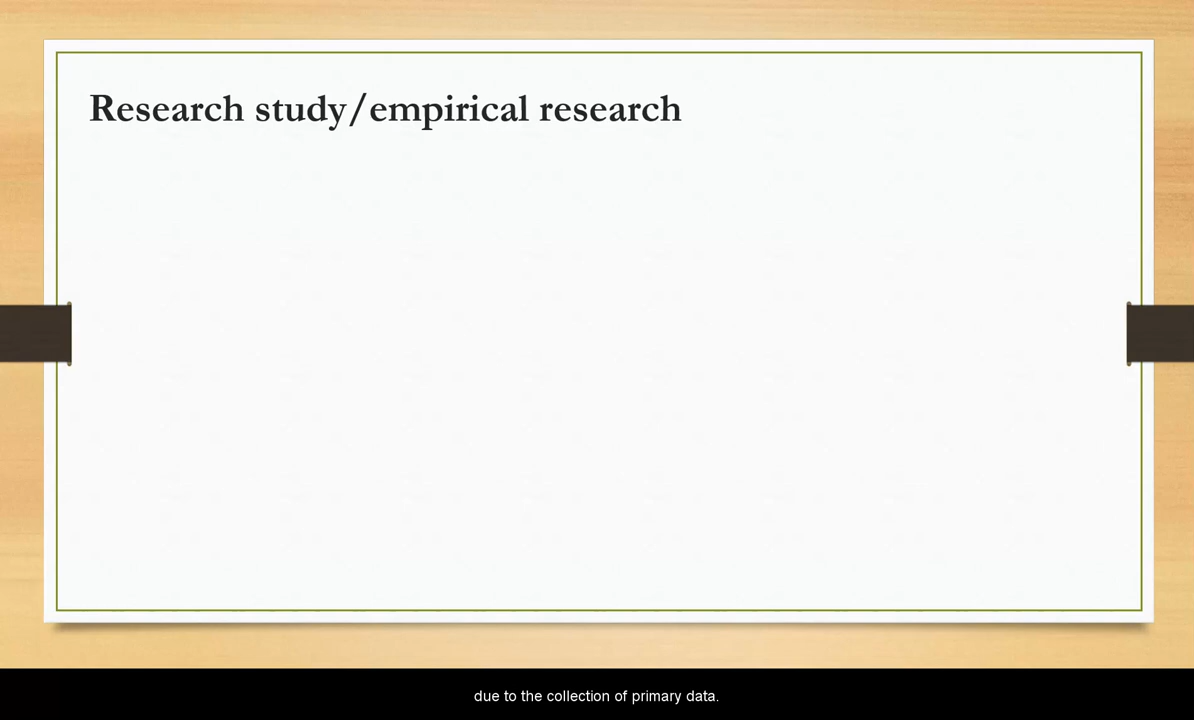 Research study/empirical research
due to the collection of primary data.